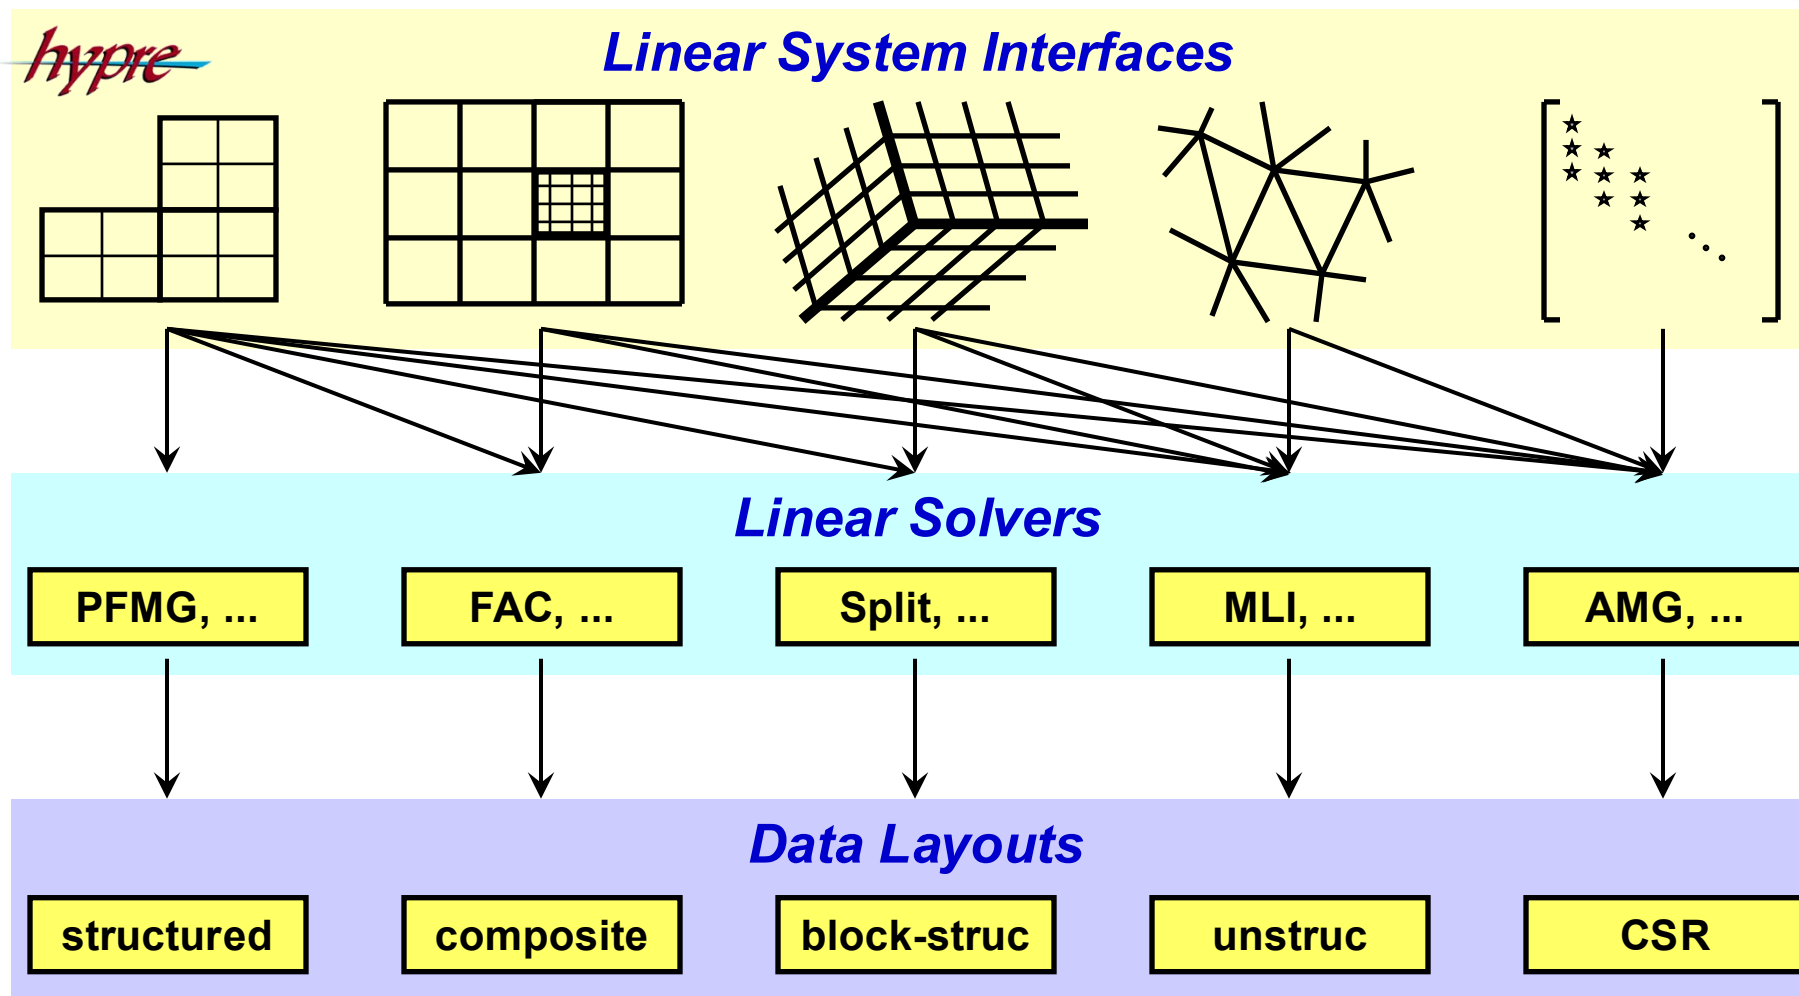 hypre
Linear System Interfaces
Linear Solvers
PFMG, ...
FAC, ...
Split, ...
MLI, ...
AMG, ...
Data Layouts
structured
composite
block-struc
unstruc
CSR